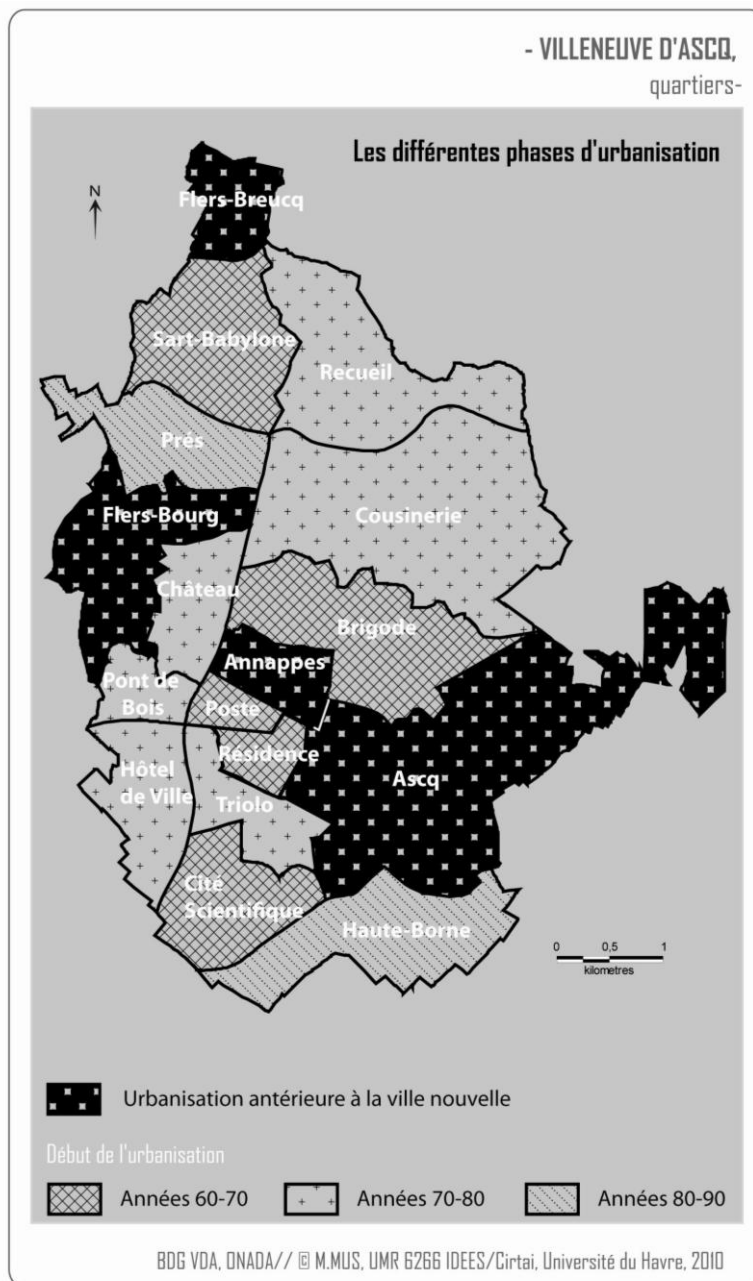 - VILLENEUVE D'ASCQ,
quartiers-
Les différentes phases d'urbanisation
N
Flers-Breucq
Sart-Babylone
Recueil
Prés
Flers-Bourg
Cousinerie
Château
Brigode
Annappes
Pont de
Bois
Poste
Résidence
Hôtel
de Ville
Triolo
Ascq
Cité
Scientifique
Haute-Borne
0 0,5 1
kilometres
Urbanisation antérieure à la ville nouvelle
Début de l'urbanisation
Années 60-70 Années 70-80 Années 80-90
BDG VDA, ONADA// © M.MUS, UMR 6266 IDEES/Cirtai, Université du Havre, 2010